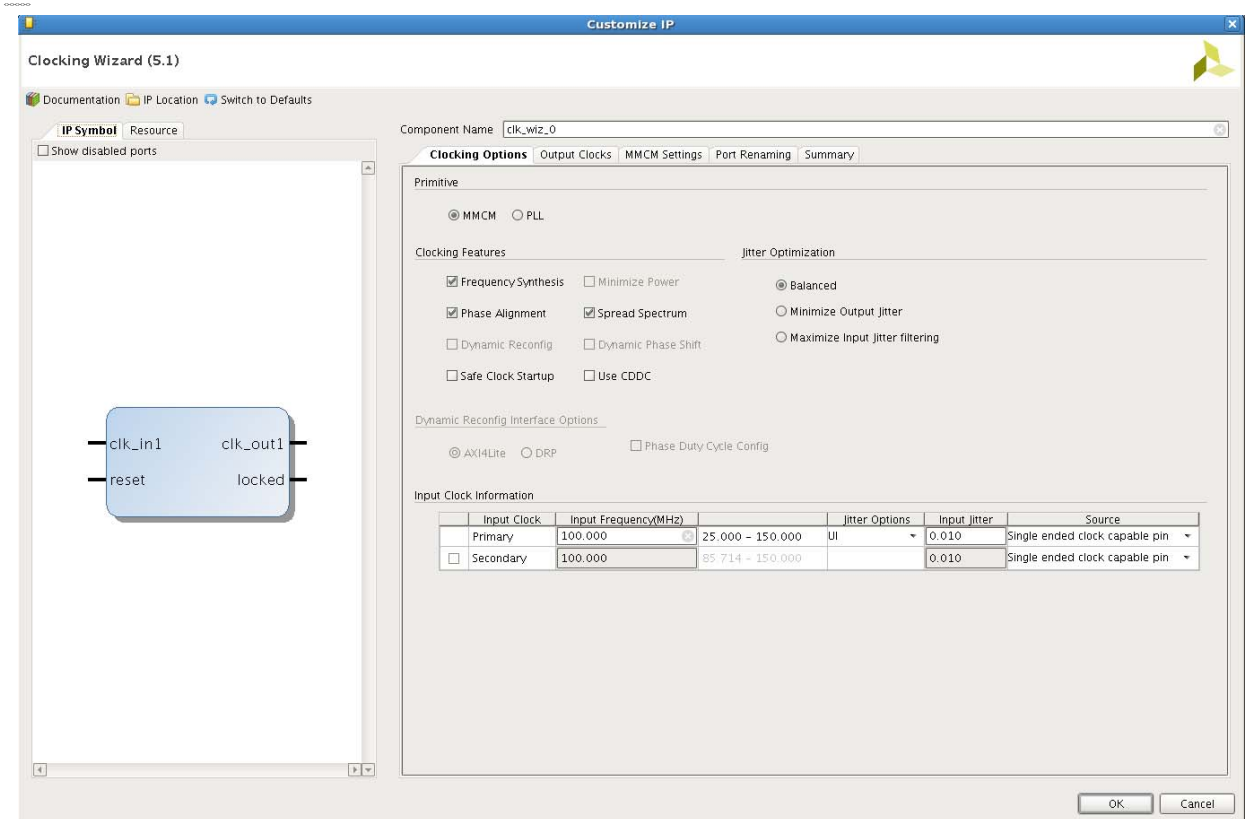 Customize IP
Clocking Wizard (5.1)
Documentation IP Location Switch to Defaults
IP Symbol Resource
Show disabled ports
clk_in1 clk_out1
reset locked
Component Name clk_wiz_0
Clocking Options Output Clocks MMCM Settings Port Renaming Summary
Primitive
MMCM PLL
Clocking Features Jitter Optimization
Frequency Synthesis Minimize Power Balanced
Phase Alignment Spread Spectrum Minimize Output Jitter
Dynamic Reconfig Dynamic Phase Shift Maximize Input Jitter filtering
Safe Clock Startup Use CDDC
Dynamic Reconfig Interface Options
AXI4Lite DRP Phase Duty Cycle Config
Input Clock Information
Input Clock Input Frequency(MHz) Jitter Options Input Jitter Source
Primary 100.000 25.000 - 150.000 UI 0.010 Single ended clock capable pin
Secondary 100.000 85.714 - 150.000 0.010 Single ended clock capable pin
OK Cancel